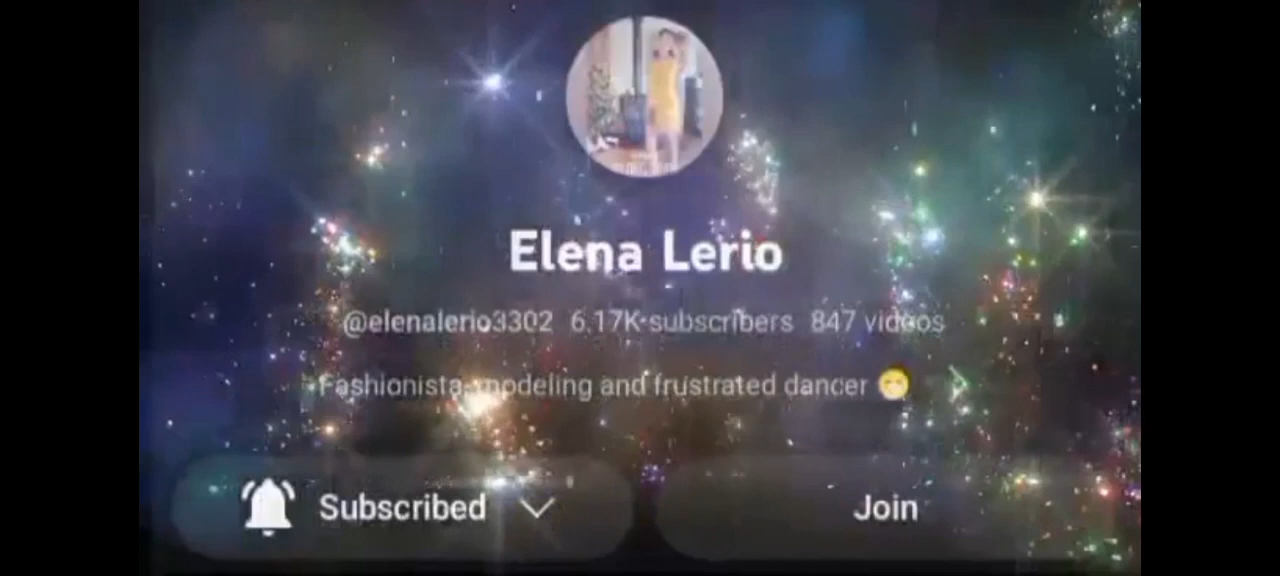 Elena Lerio
@elenalerio3302 6.17K subscribers 847 videos
Fashionista, modeling and frustrated dancer 😁
Subscribed
Join